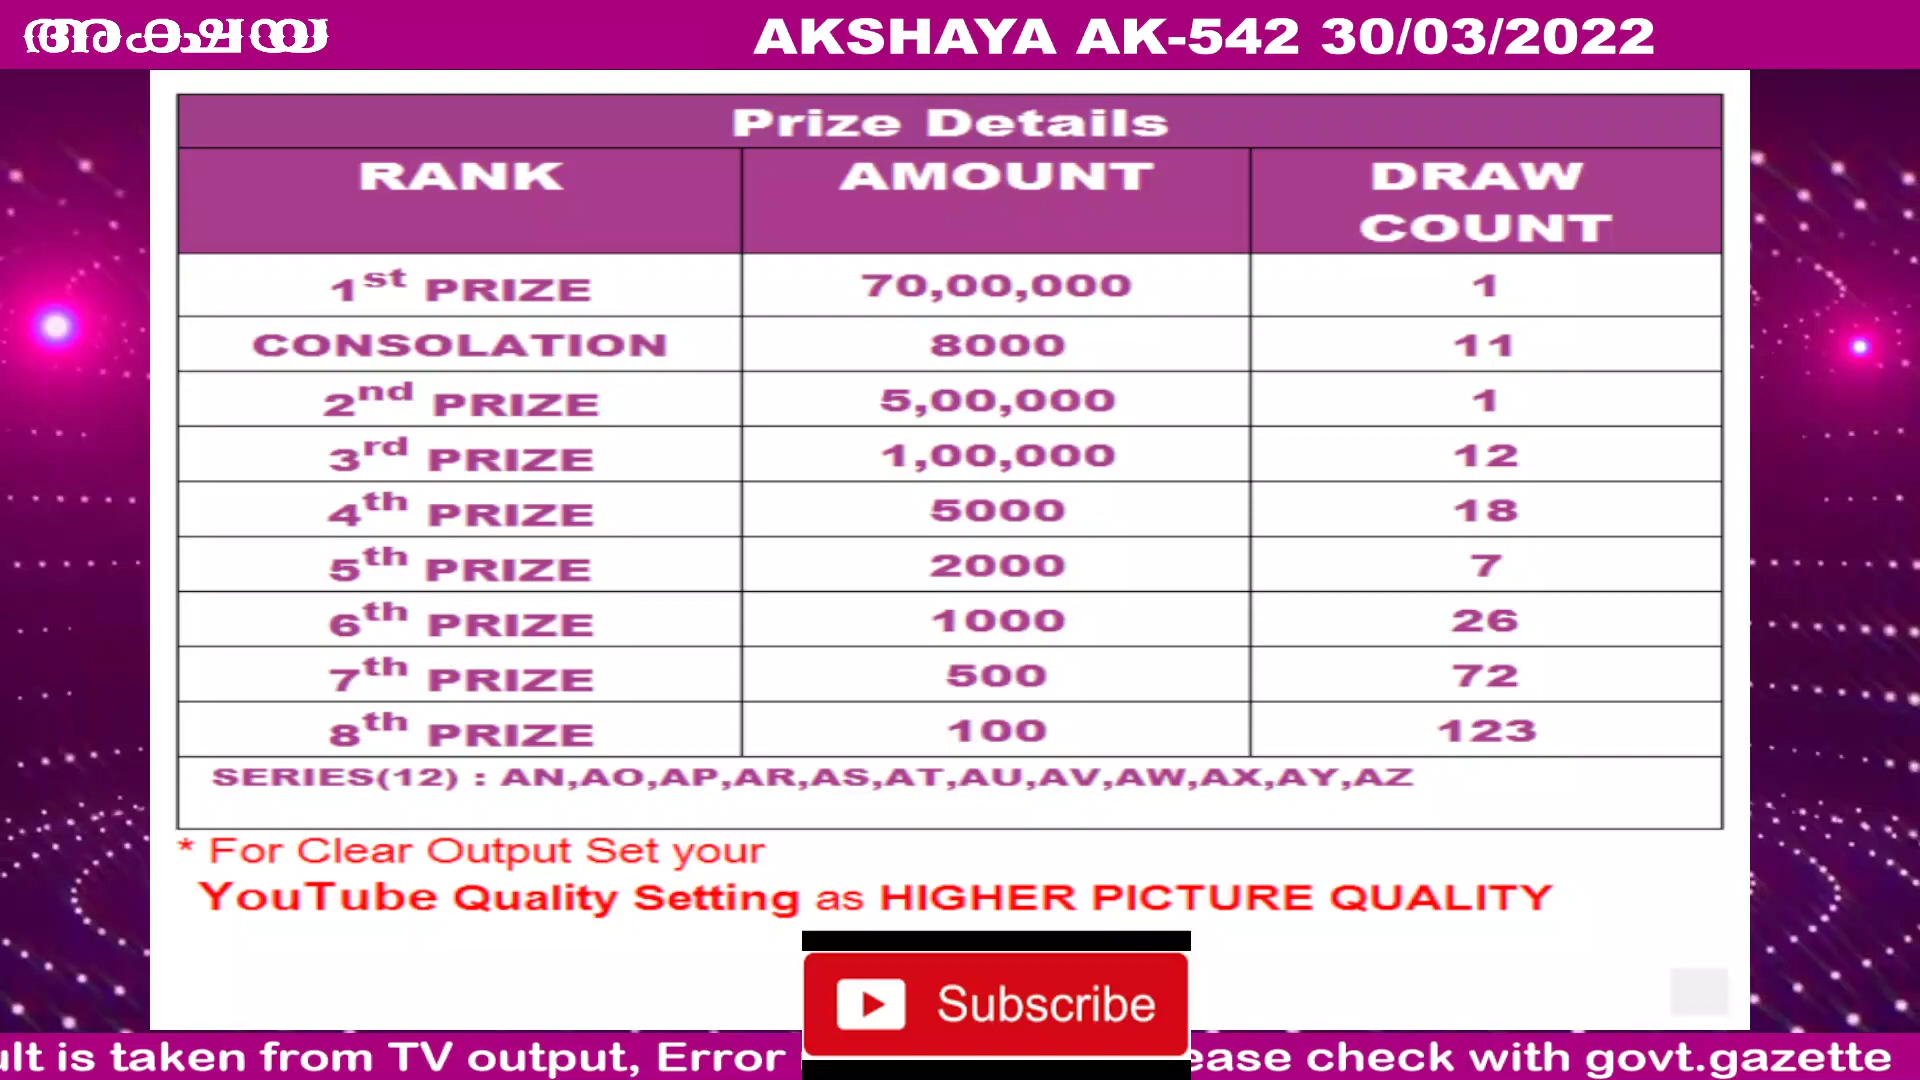 അക്ഷയ
AKSHAYA AK-542 30/03/2022
Prize Details
RANK AMOUNT DRAW COUNT
1st PRIZE 70,00,000 1
CONSOLATION 8000 11
2nd PRIZE 5,00,000 1
3rd PRIZE 1,00,000 12
4th PRIZE 5000 18
5th PRIZE 2000 7
6th PRIZE 1000 26
7th PRIZE 500 72
8th PRIZE 100 123
SERIES(12) : AN,AO,AP,AR,AS,AT,AU,AV,AW,AX,AY,AZ
* For Clear Output Set your
YouTube Quality Setting as HIGHER PICTURE QUALITY
Subscribe
ult is taken from TV output, Error ease check with govt.gazette